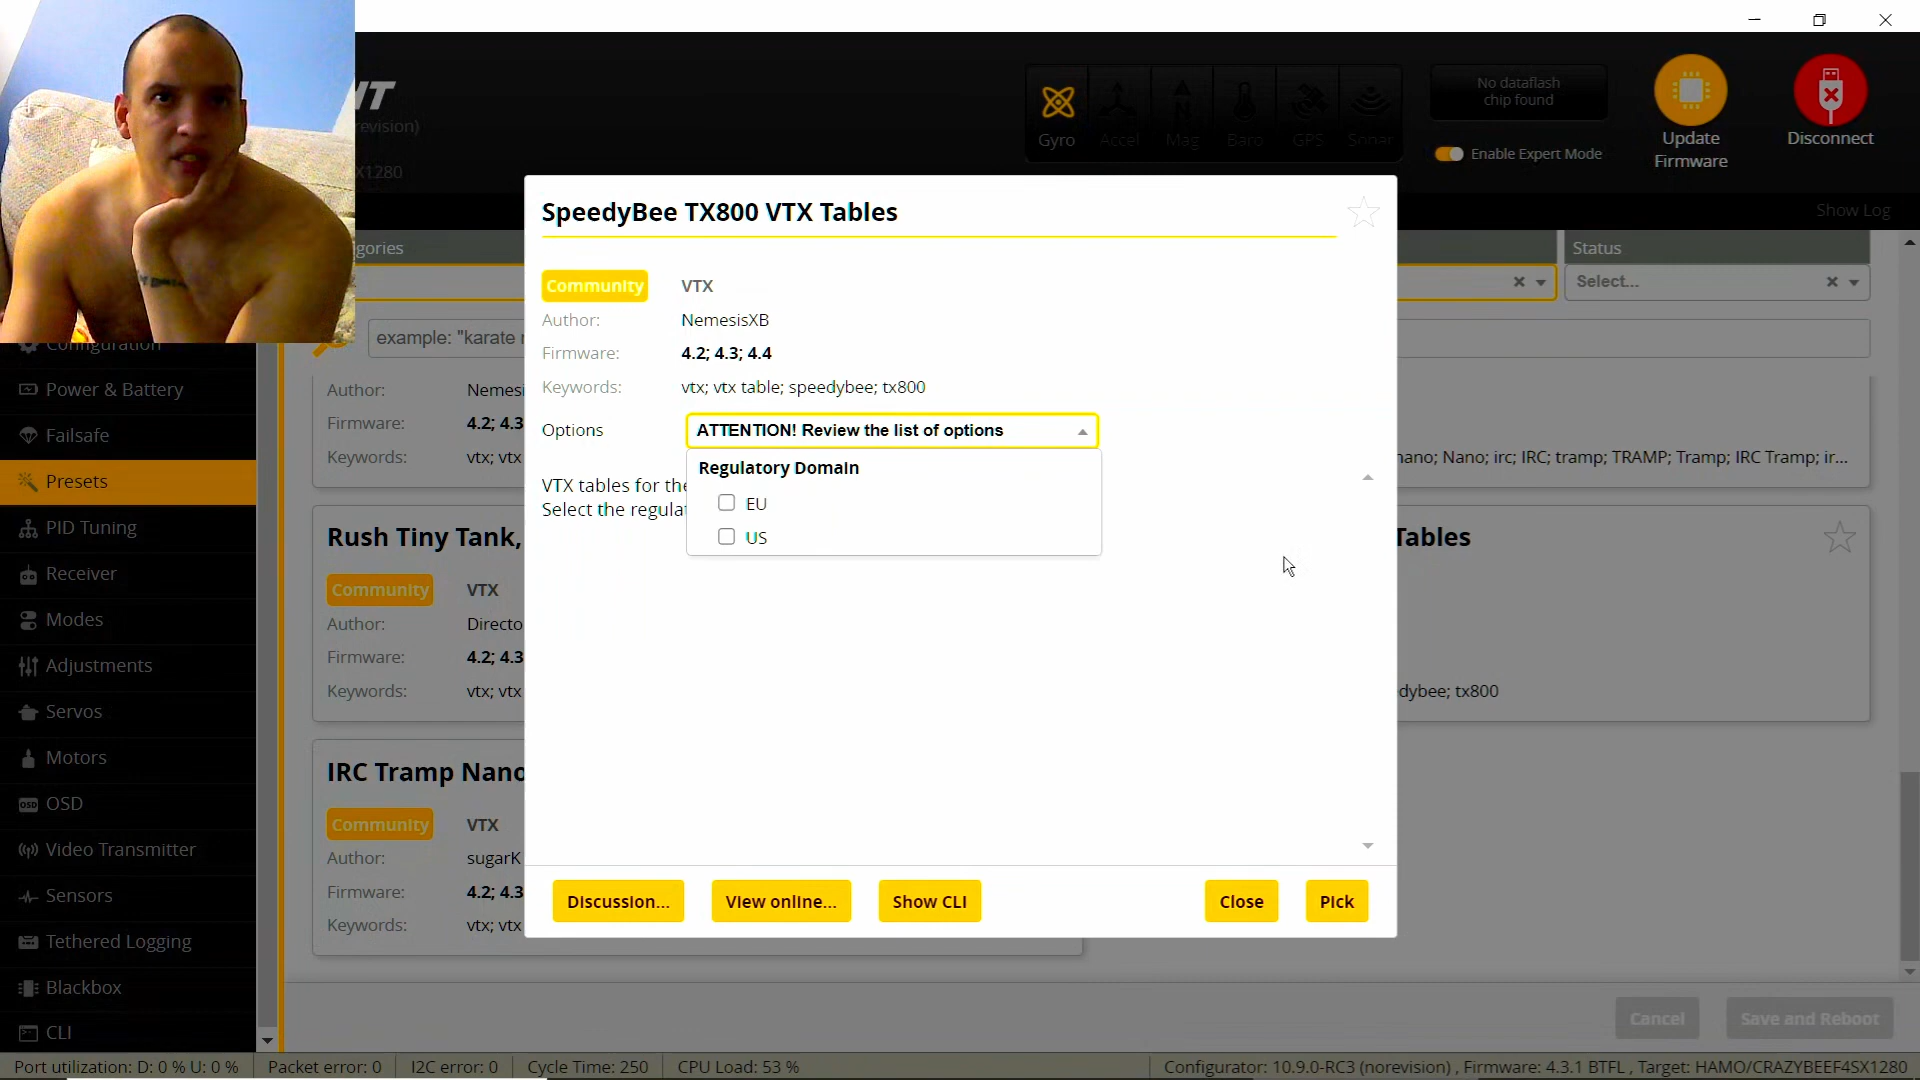 NT
revision)
X1280
Gyro
Accel
Mag
Baro
GPS
Sonar
No dataflash
chip found
Enable Expert Mode
Update
Firmware
Disconnect
Show Log
gories
Status
Select...
example: "karate r
Configuration
Power & Battery
Failsafe
Presets
PID Tuning
Receiver
Modes
Adjustments
Servos
Motors
OSD
Video Transmitter
Sensors
Tethered Logging
Blackbox
CLI
Author: Nemesi
Firmware: 4.2; 4.3
Keywords: vtx; vtx
nano; Nano; irc; IRC; tramp; TRAMP; Tramp; IRC Tramp; ir...
Rush Tiny Tank,
Community VTX
Author: Directo
Firmware: 4.2; 4.3
Keywords: vtx; vtx
Tables
dybee; tx800
IRC Tramp Nano
Community VTX
Author: sugarK
Firmware: 4.2; 4.3
Keywords: vtx; vtx
SpeedyBee TX800 VTX Tables
Community VTX
Author: NemesisXB
Firmware: 4.2; 4.3; 4.4
Keywords: vtx; vtx table; speedybee; tx800
Options ATTENTION! Review the list of options
Regulatory Domain
EU
US
VTX tables for the
Select the regula
Discussion...
View online...
Show CLI
Close
Pick
Cancel
Save and Reboot
Port utilization: D: 0 % U: 0 %
Packet error: 0
I2C error: 0
Cycle Time: 250
CPU Load: 53 %
Configurator: 10.9.0-RC3 (norevision) , Firmware: 4.3.1 BTFL , Target: HAMO/CRAZYBEEF4SX1280